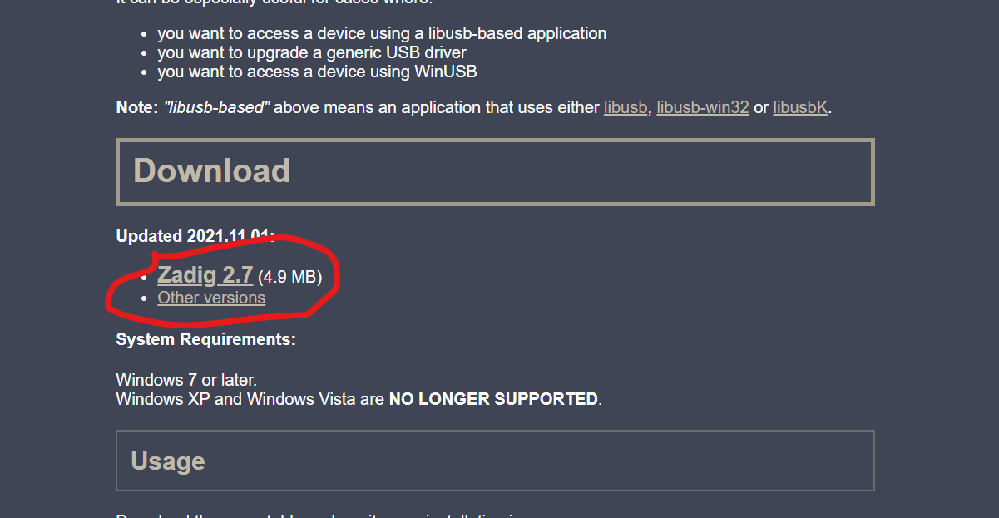 you want to access a device using a libusb-based application
you want to upgrade a generic USB driver
you want to access a device using WinUSB
Note: "libusb-based" above means an application that uses either libusb, libusb-win32 or libusbK.
Download
Updated 2021.11.01:
Zadig 2.7 (4.9 MB)
Other versions
System Requirements:
Windows 7 or later.
Windows XP and Windows Vista are NO LONGER SUPPORTED.
Usage